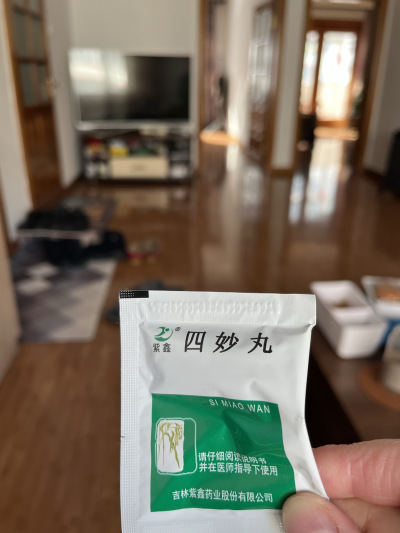 紫鑫®
四妙丸
SI MIAO WAN
请仔细阅读说明书
并在医师指导下使用
吉林紫鑫药业股份有限公司